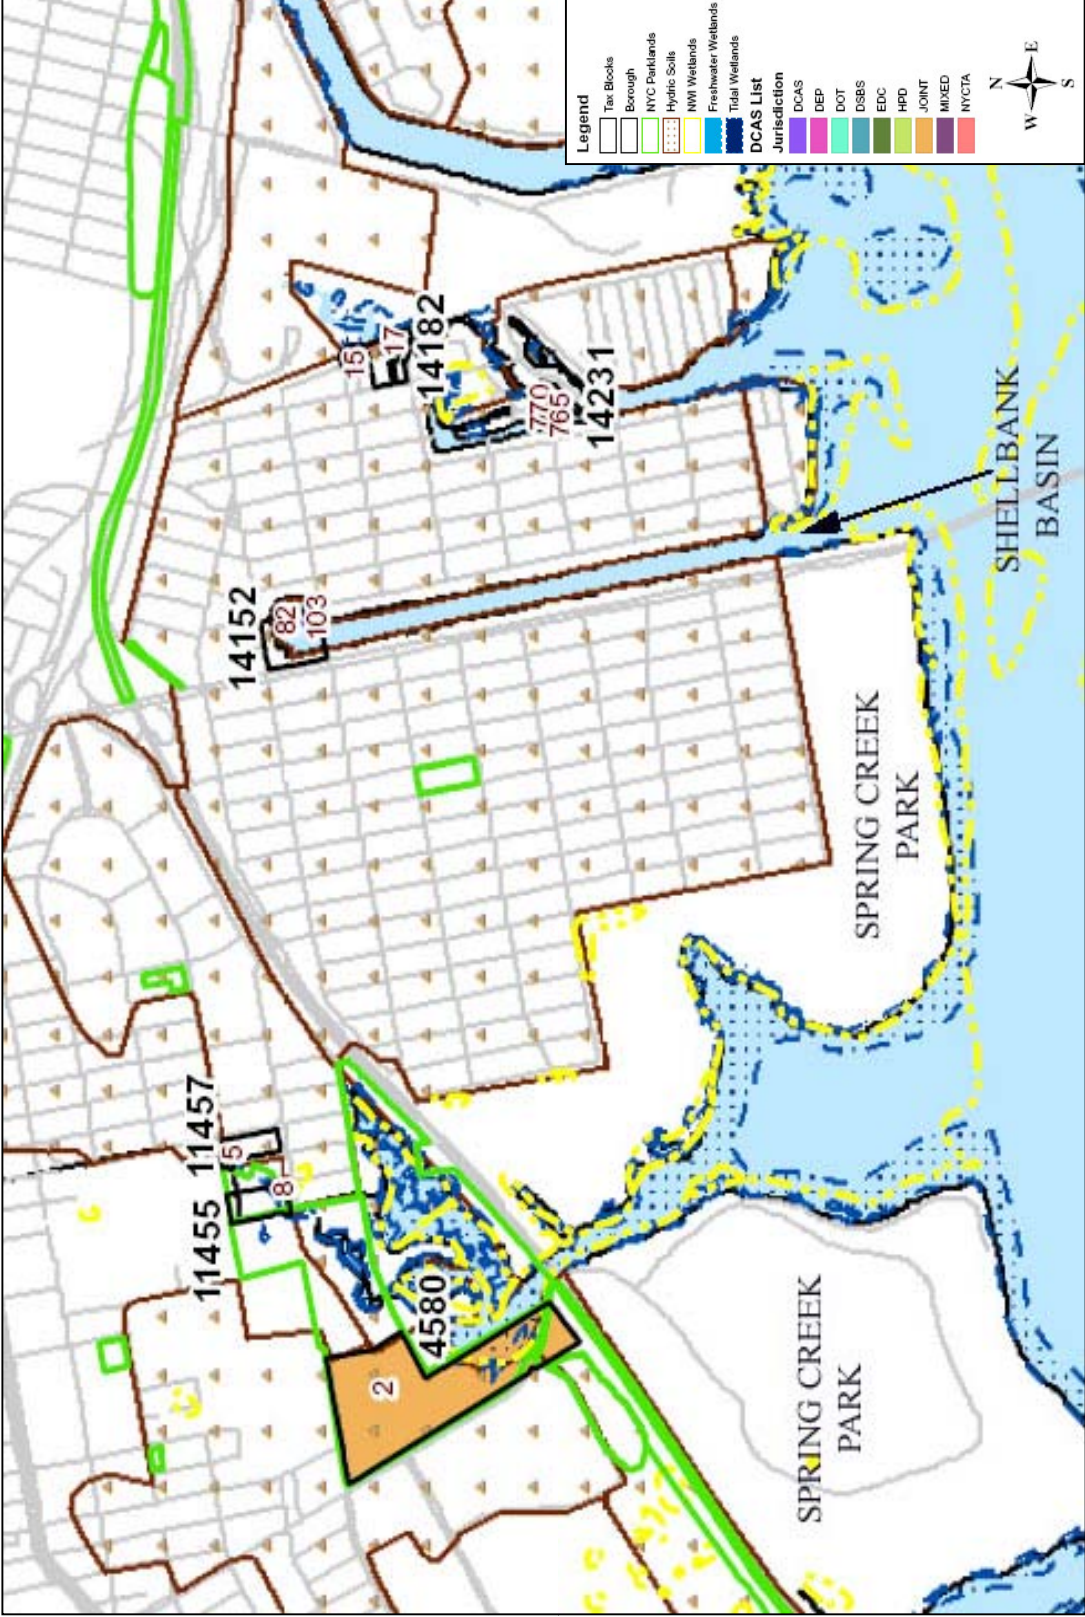 14152
82
103
15
17
14182
770
765
14231
11457
5
11455
8
4580
2
SHELLBANK
BASIN
SPRING CREEK
PARK
SPRING CREEK
PARK
Legend
Tax Blocks
Borough
NYC Parklands
Hydric Soils
NWI Wetlands
Freshwater Wetlands
Tidal Wetlands
DCAS List
Jurisdiction
DCAS
DEP
DOT
DSBS
EDC
HPD
JOINT
MIXED
NYCTA
N
W E
S